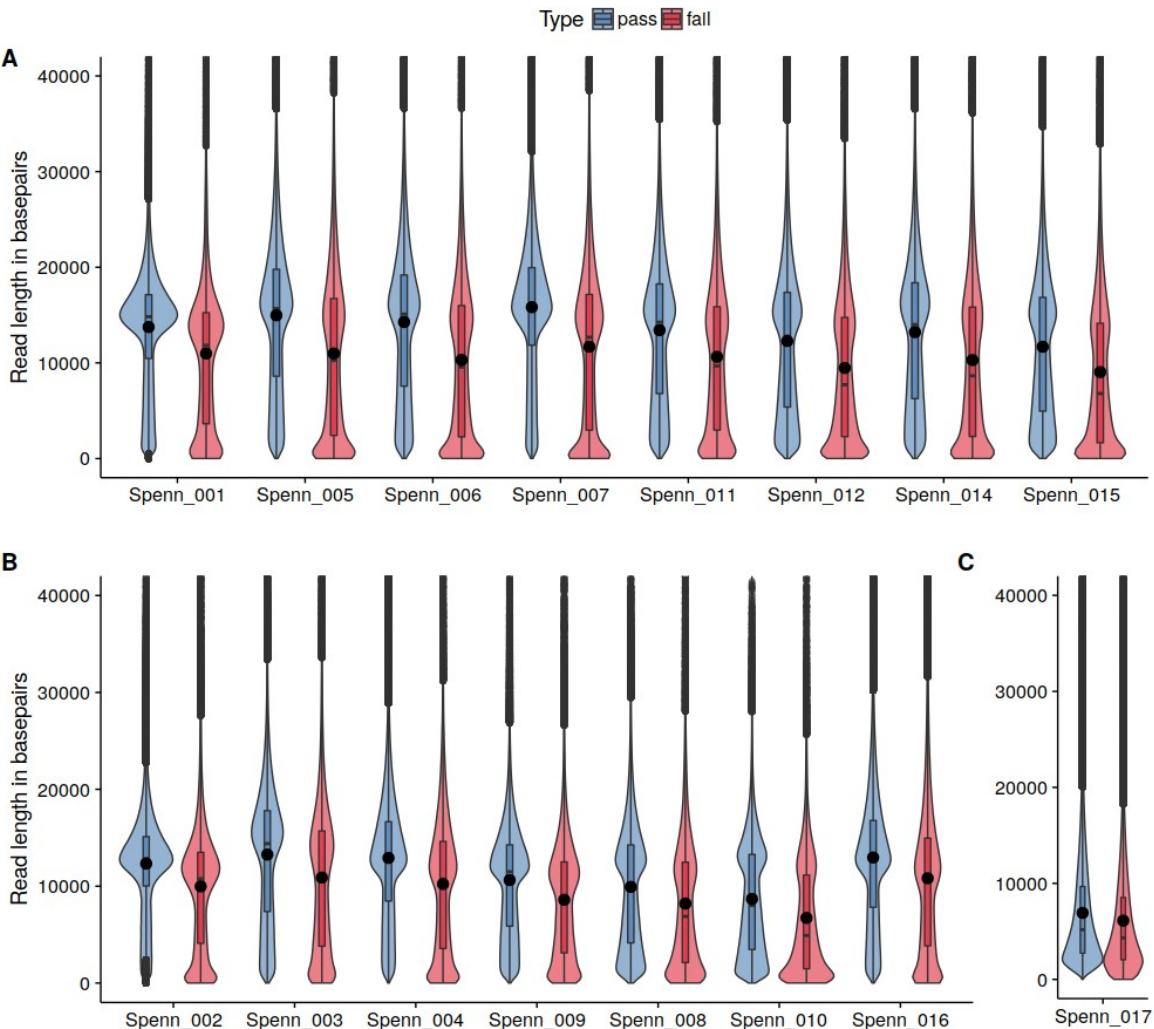 Type pass fail
A
Read length in basepairs
40000
30000
20000
10000
0
Spenn_001 Spenn_005 Spenn_006 Spenn_007 Spenn_011 Spenn_012 Spenn_014 Spenn_015
B
Read length in basepairs
40000
30000
20000
10000
0
Spenn_002 Spenn_003 Spenn_004 Spenn_009 Spenn_008 Spenn_010 Spenn_016
C
40000
30000
20000
10000
0
Spenn_017